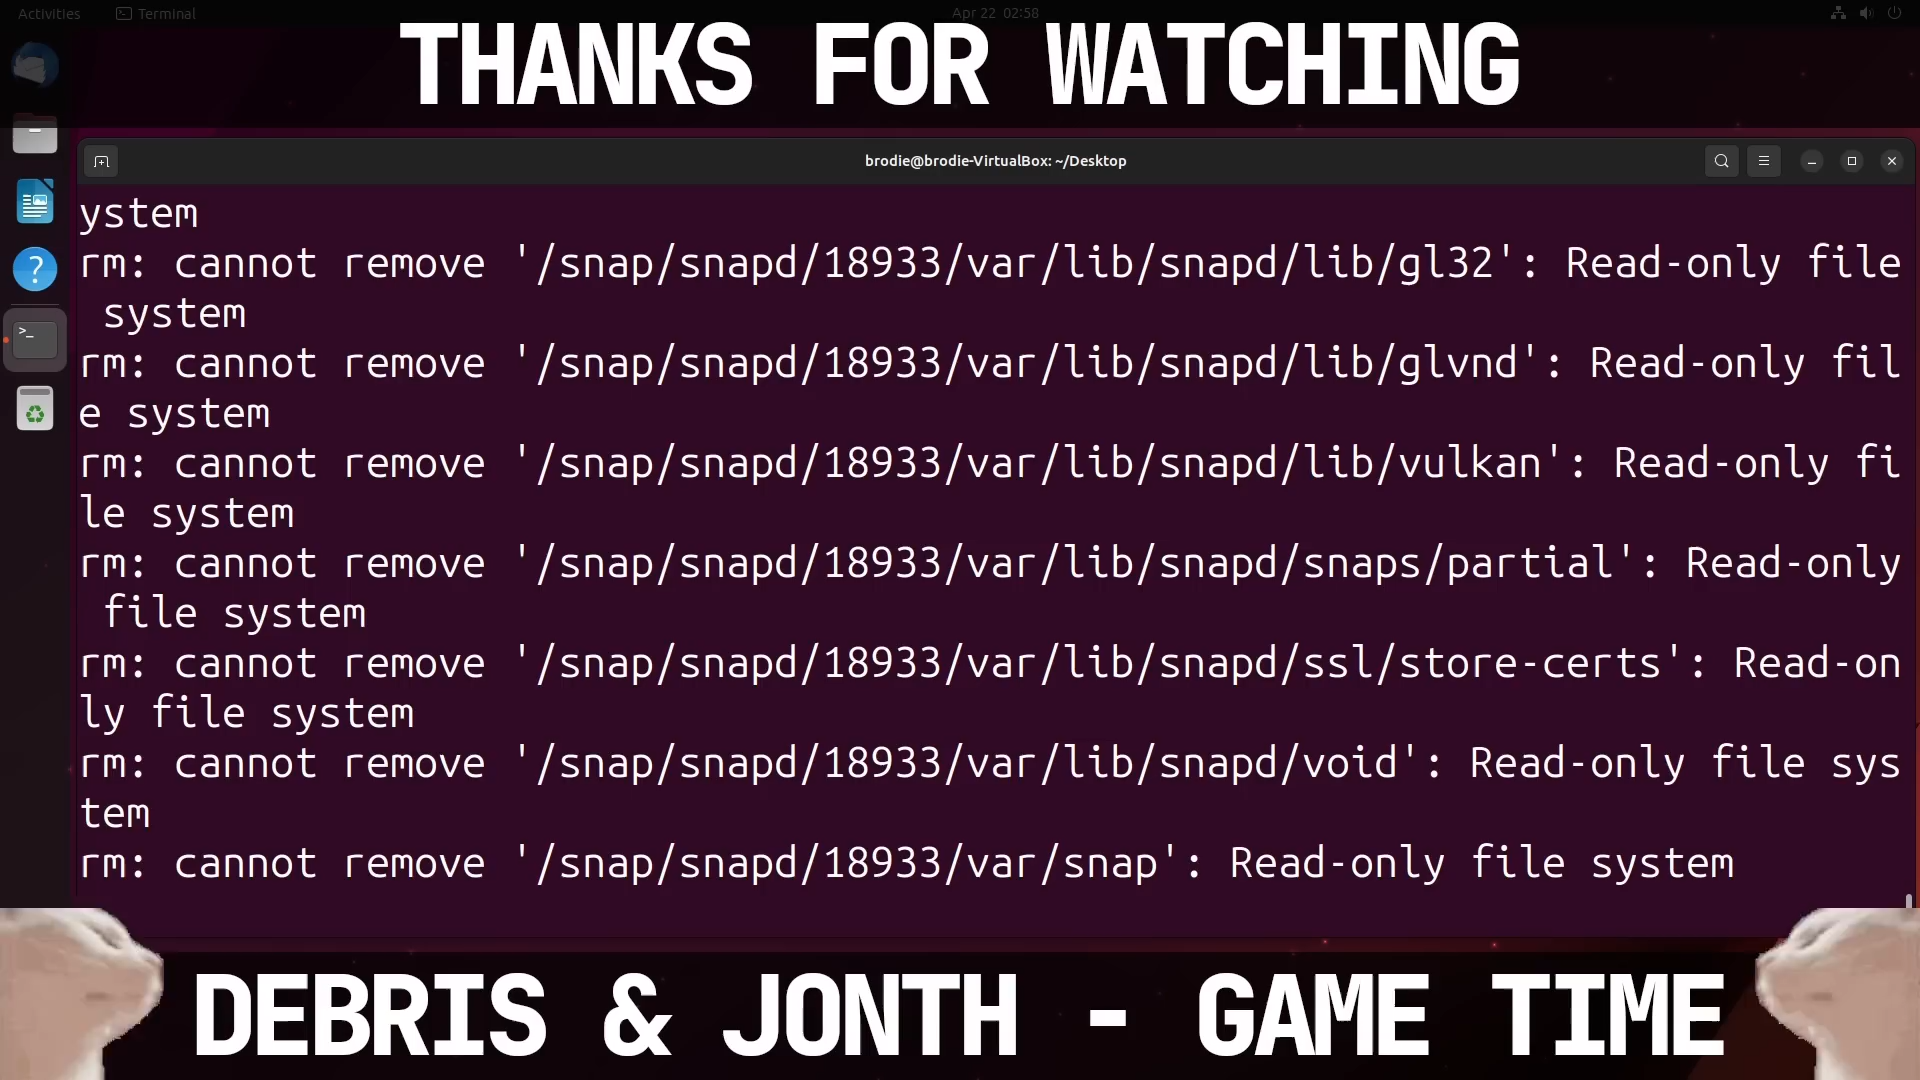 Activities Terminal Apr 22 02:58
THANKS FOR WATCHING
brodie@brodie-VirtualBox: ~/Desktop
ystem
rm: cannot remove '/snap/snapd/18933/var/lib/snapd/lib/gl32': Read-only file
 system
rm: cannot remove '/snap/snapd/18933/var/lib/snapd/lib/glvnd': Read-only fil
e system
rm: cannot remove '/snap/snapd/18933/var/lib/snapd/lib/vulkan': Read-only fi
le system
rm: cannot remove '/snap/snapd/18933/var/lib/snapd/snaps/partial': Read-only
 file system
rm: cannot remove '/snap/snapd/18933/var/lib/snapd/ssl/store-certs': Read-on
ly file system
rm: cannot remove '/snap/snapd/18933/var/lib/snapd/void': Read-only file sys
tem
rm: cannot remove '/snap/snapd/18933/var/snap': Read-only file system
DEBRIS & JONTH - GAME TIME